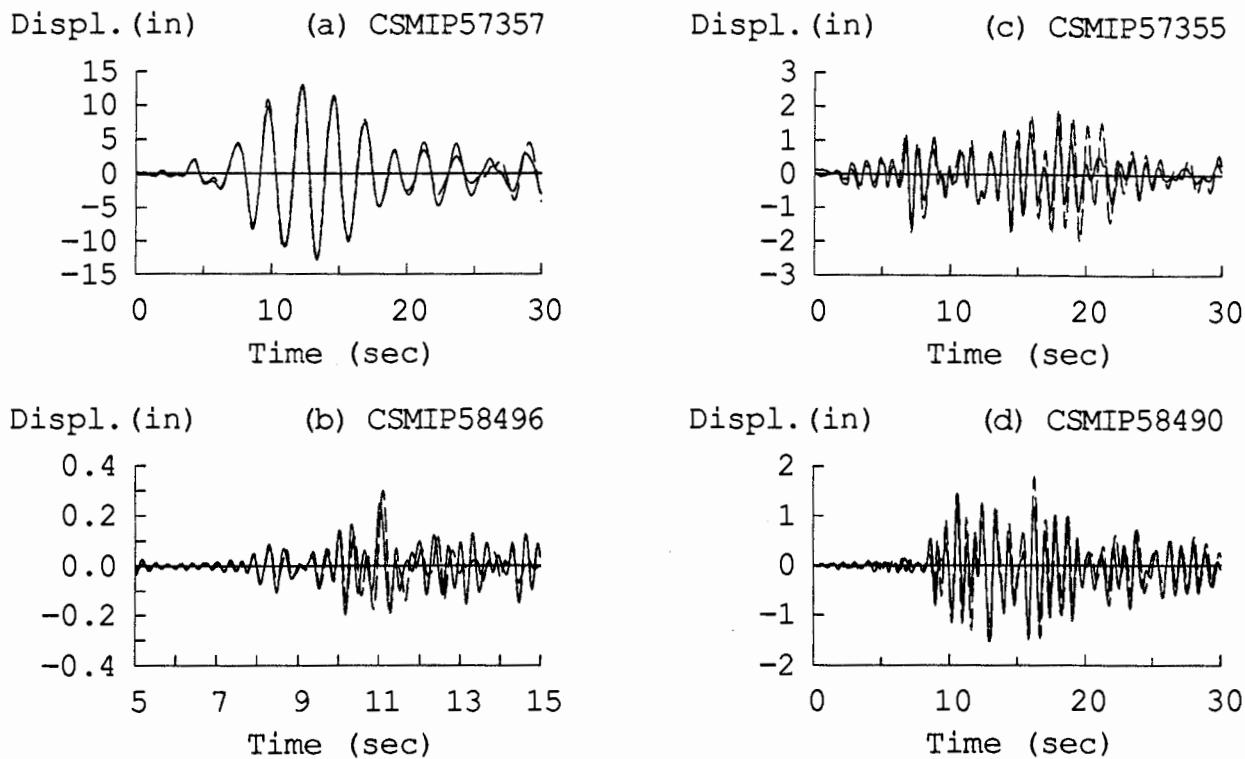 Displ.(in) (a) CSMIP57357
15
10
5
0
-5
-10
-15
0 10 20 30
Time (sec)
Displ.(in) (c) CSMIP57355
3
2
1
0
-1
-2
-3
0 10 20 30
Time (sec)
Displ.(in) (b) CSMIP58496
0.4
0.2
0.0
-0.2
-0.4
5 7 9 11 13 15
Time (sec)
Displ.(in) (d) CSMIP58490
2
1
0
-1
-2
0 10 20 30
Time (sec)